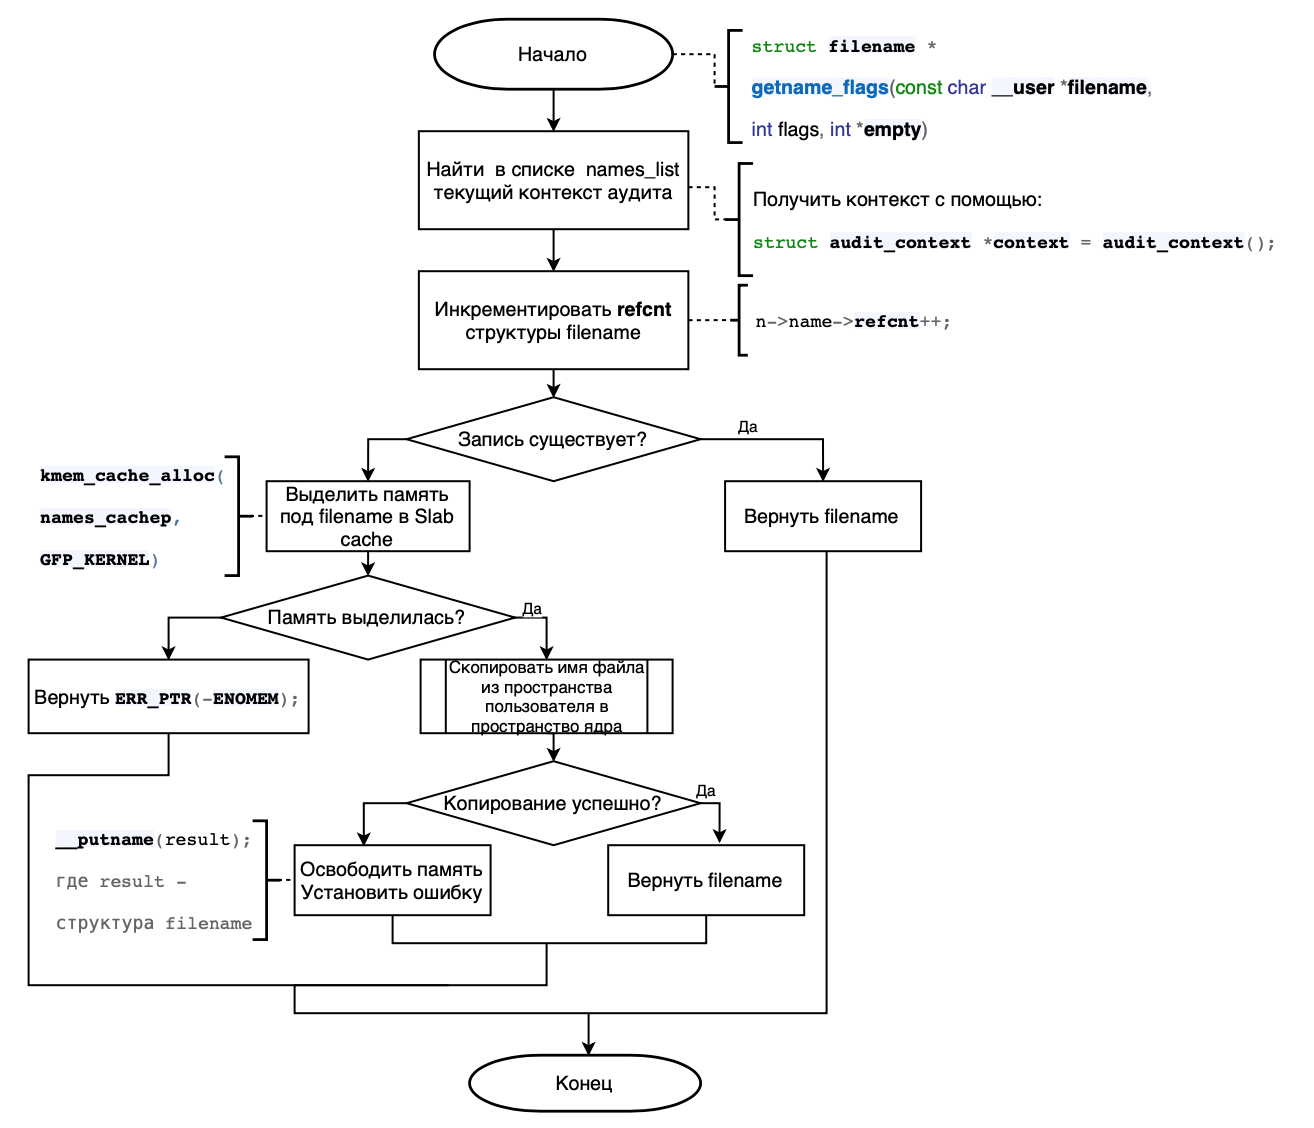 Начало
struct filename *
getname_flags(const char __user *filename,
int flags, int *empty)
Найти в списке names_list
текущий контекст аудита
Получить контекст с помощью:
struct audit_context *context = audit_context();
Инкрементировать refcnt
структуры filename
n->name->refcnt++;
Запись существует?
Да
kmem_cache_alloc(
names_cachep,
GFP_KERNEL)
Выделить память
под filename в Slab
cache
Вернуть filename
Память выделилась?
Да
Вернуть ERR_PTR(-ENOMEM);
Скопировать имя файла
из пространства
пользователя в
пространство ядра
Копирование успешно?
Да
__putname(result);
где result -
структура filename
Освободить память
Установить ошибку
Вернуть filename
Конец